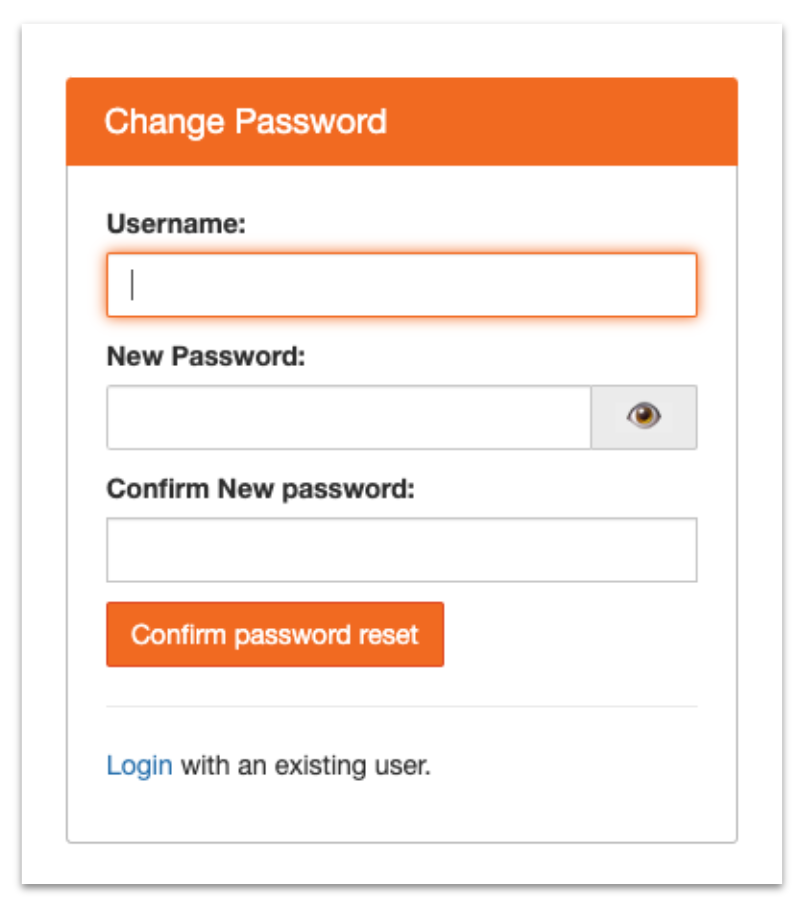 Change Password
Username:
New Password:
Confirm New password:
Confirm password reset
Login with an existing user.